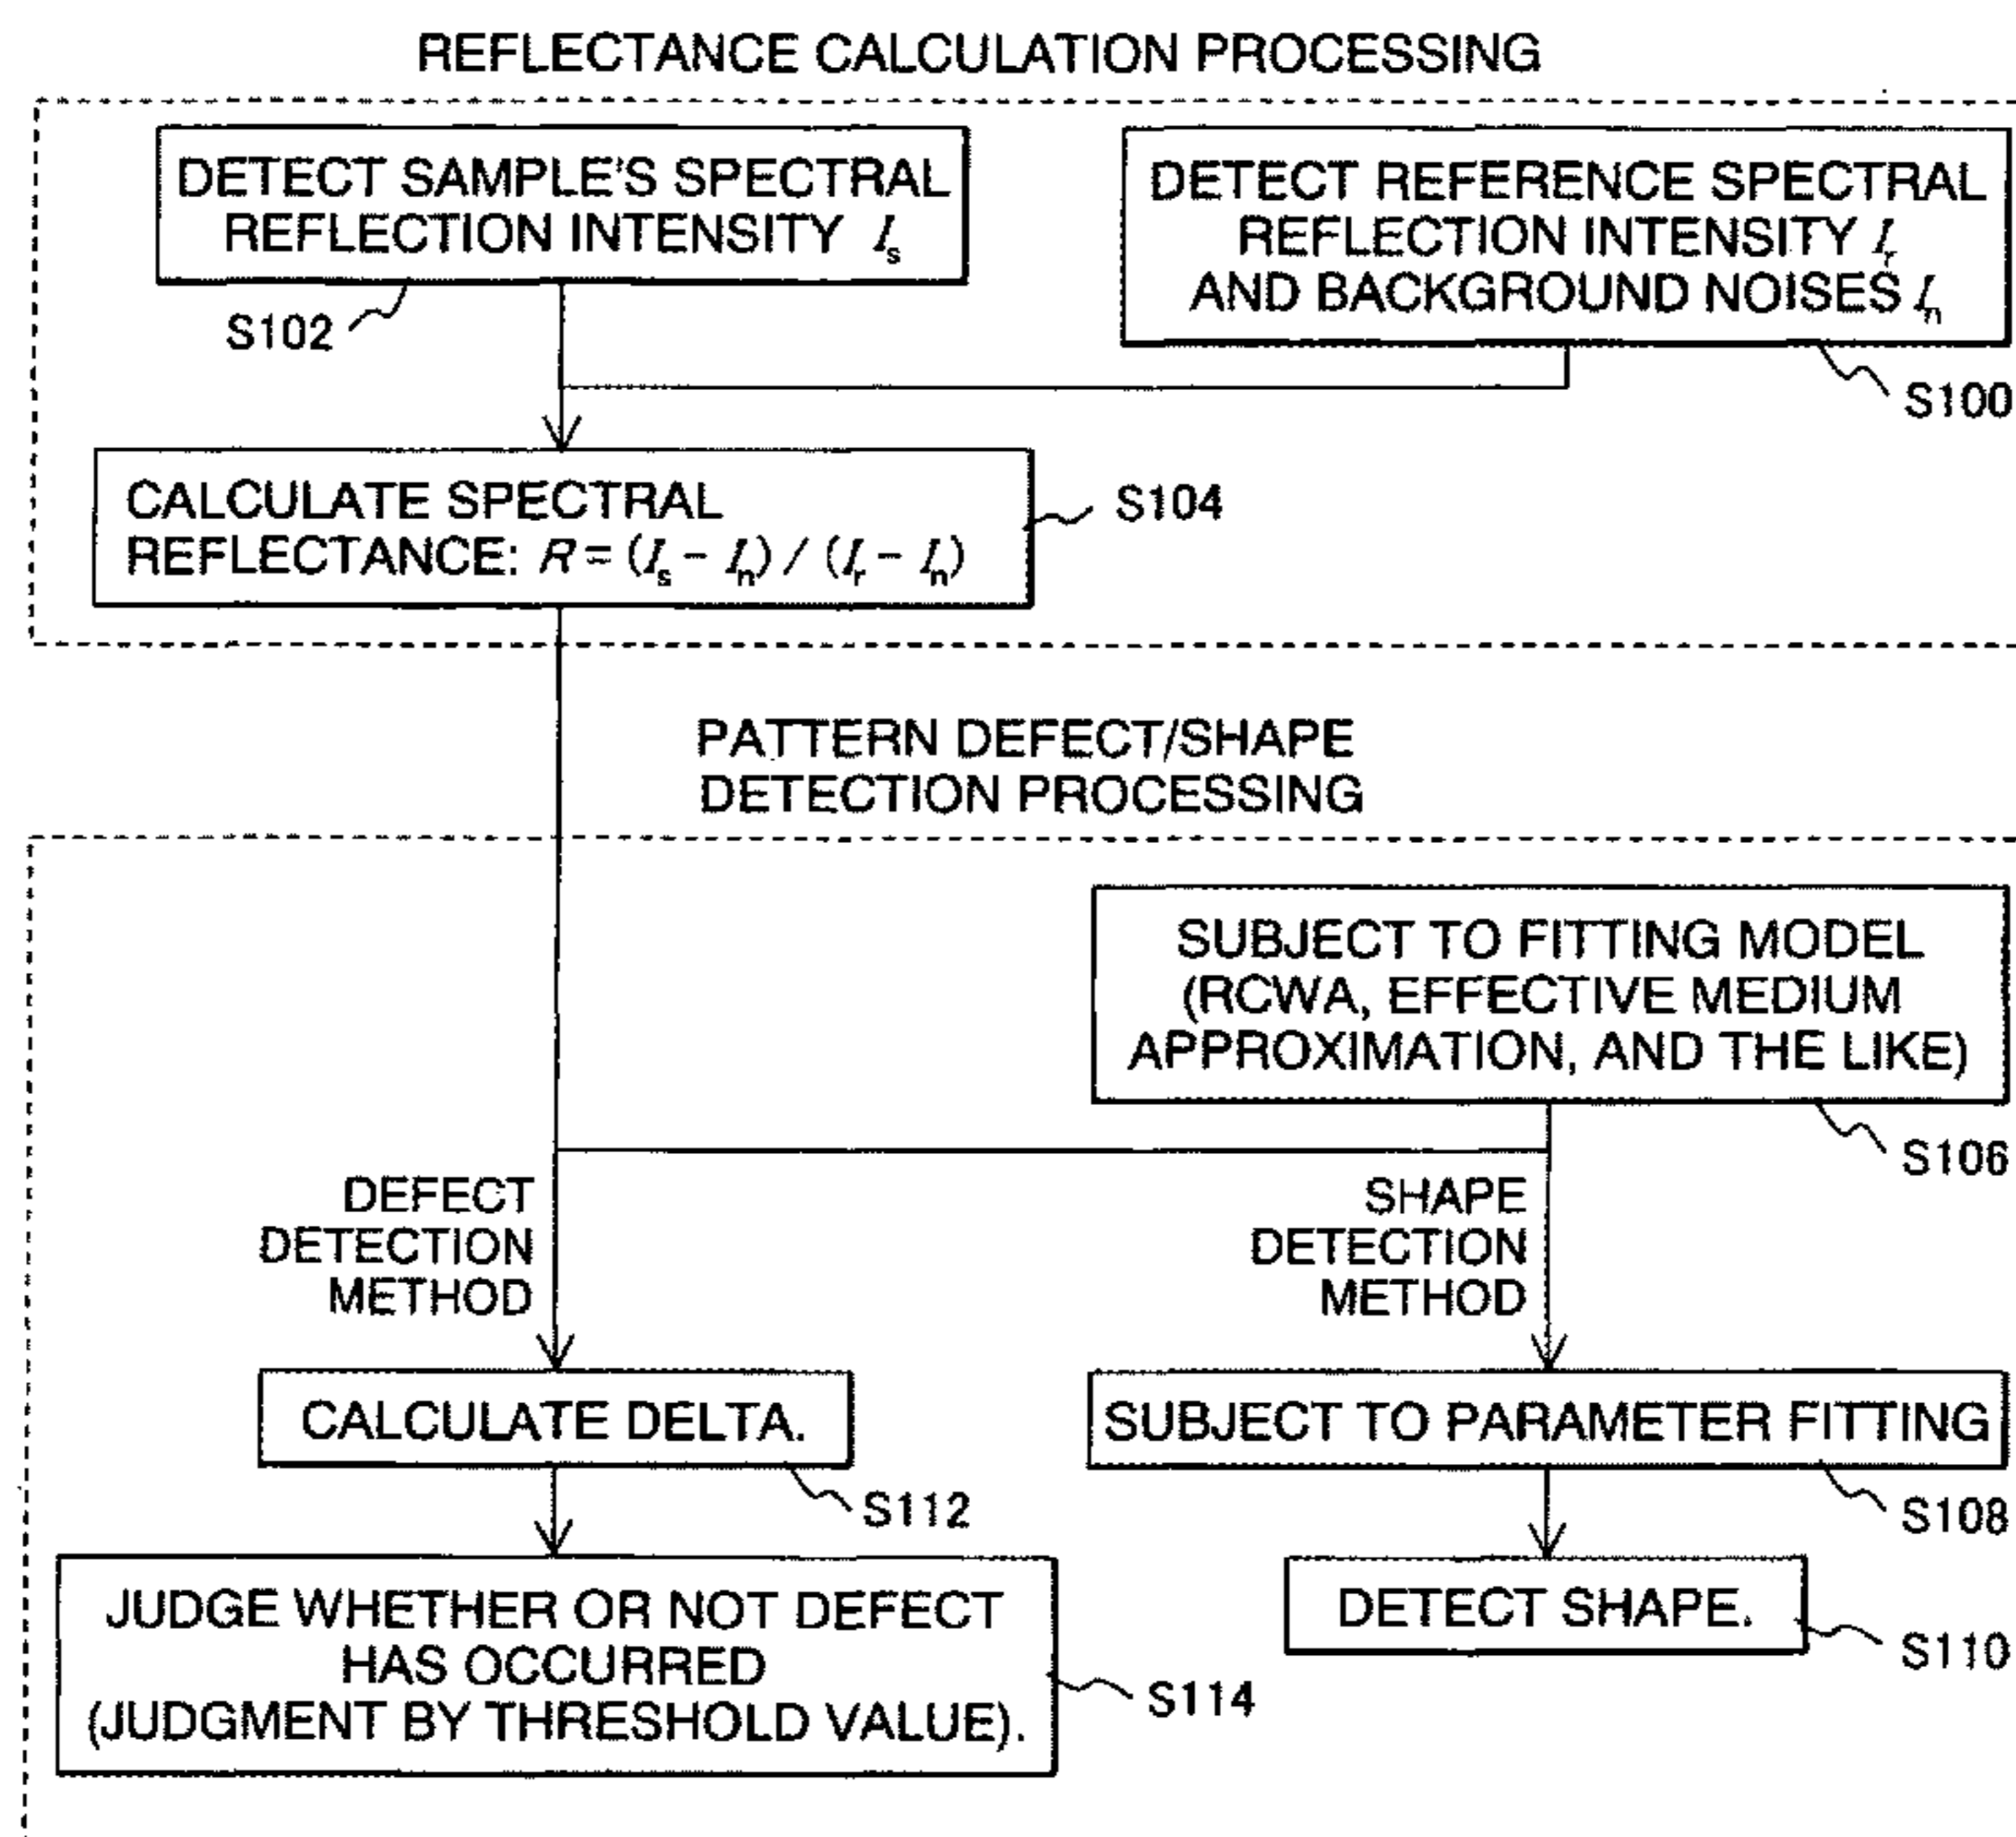 REFLECTANCE CALCULATION PROCESSING
DETECT SAMPLE'S SPECTRAL
REFLECTION INTENSITY Is
S102
DETECT REFERENCE SPECTRAL
REFLECTION INTENSITY Ir
AND BACKGROUND NOISES In
S100
CALCULATE SPECTRAL
REFLECTANCE: R = (Is - In) / (Ir - In)
S104
PATTERN DEFECT/SHAPE
DETECTION PROCESSING
SUBJECT TO FITTING MODEL
(RCWA, EFFECTIVE MEDIUM
APPROXIMATION, AND THE LIKE)
S106
DEFECT
DETECTION
METHOD
SHAPE
DETECTION
METHOD
CALCULATE DELTA.
S112
SUBJECT TO PARAMETER FITTING
S108
JUDGE WHETHER OR NOT DEFECT
HAS OCCURRED
(JUDGMENT BY THRESHOLD VALUE).
S114
DETECT SHAPE.
S110